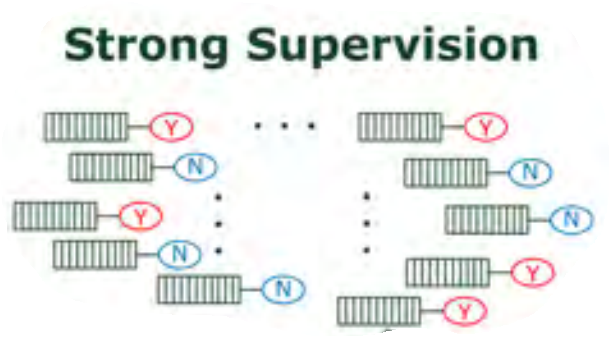 Strong Supervision
Y ... Y
N N
Y N
N Y
N Y